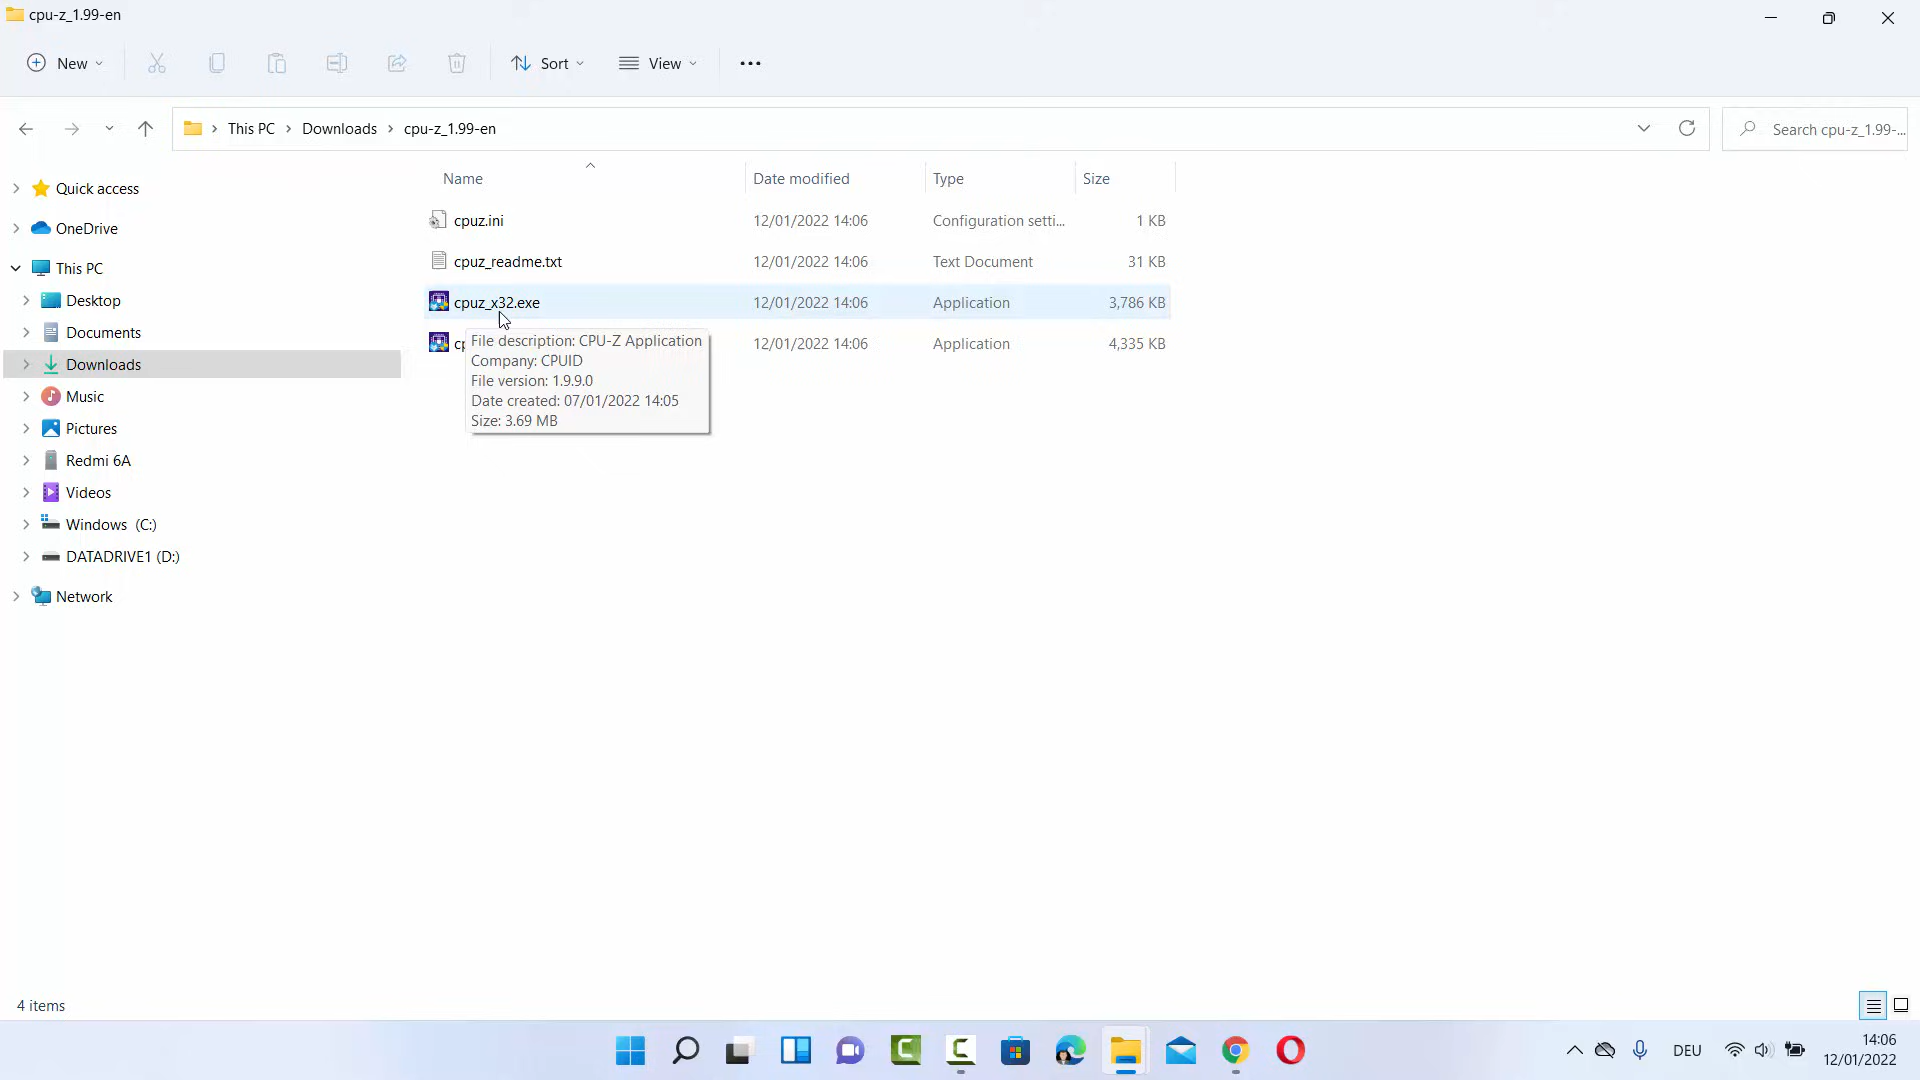 cpu-z_1.99-en
New
Sort
View
This PC
Downloads
cpu-z_1.99-en
Search cpu-z_1.99-...
Name
Date modified
Type
Size
Quick access
OneDrive
This PC
Desktop
Documents
Downloads
Music
Pictures
Redmi 6A
Videos
Windows (C:)
DATADRIVE1 (D:)
Network
cpuz.ini 12/01/2022 14:06 Configuration setti... 1 KB
cpuz_readme.txt 12/01/2022 14:06 Text Document 31 KB
cpuz_x32.exe 12/01/2022 14:06 Application 3,786 KB
cp 12/01/2022 14:06 Application 4,335 KB
File description: CPU-Z Application
Company: CPUID
File version: 1.9.9.0
Date created: 07/01/2022 14:05
Size: 3.69 MB
4 items
DEU
14:06
12/01/2022